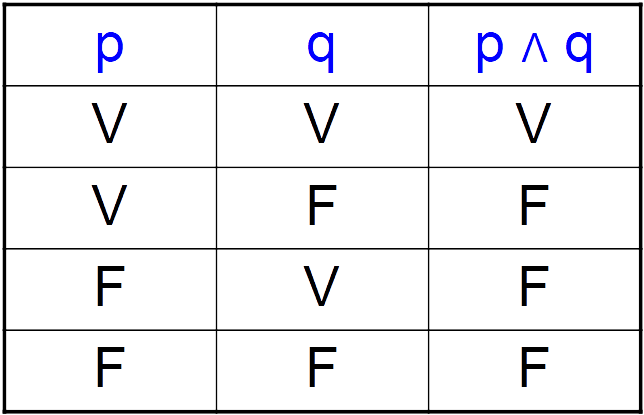 p q p ∧ q
V V V
V F F
F V F
F F F